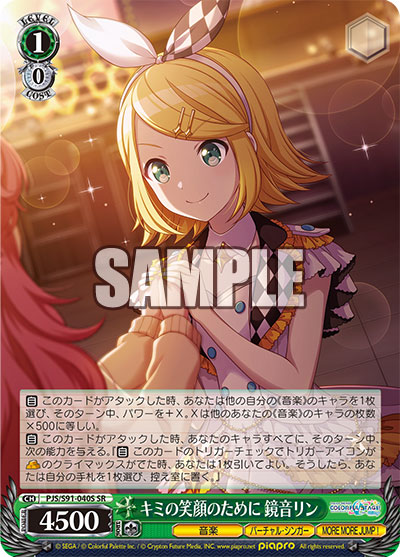 LEVEL
1
0
COST
SAMPLE
自 このカードがアタックした時、あなたは他の自分の《音楽》のキャラを1枚
選び、そのターン中、パワーを+X。Xは他のあなたの《音楽》のキャラの枚数
×500に等しい。
自 このカードがアタックした時、あなたのキャラすべてに、そのターン中、
次の能力を与える。『自 このカードのトリガーチェックでトリガーアイコンが
のクライマックスがでた時、あなたは1枚引いてよい。そうしたら、あなた
は自分の手札を1枚選び、控え室に置く。』
CH PJS/S91-040S SR
4500
キミの笑顔のために 鏡音リン
COLORFUL STAGE!
© SEGA / © Colorful Palette Inc. / © Crypton Future Media, INC. www.piapro.net piapro All rights reserved.
音楽
バーチャル・シンガー
MORE MORE JUMP!